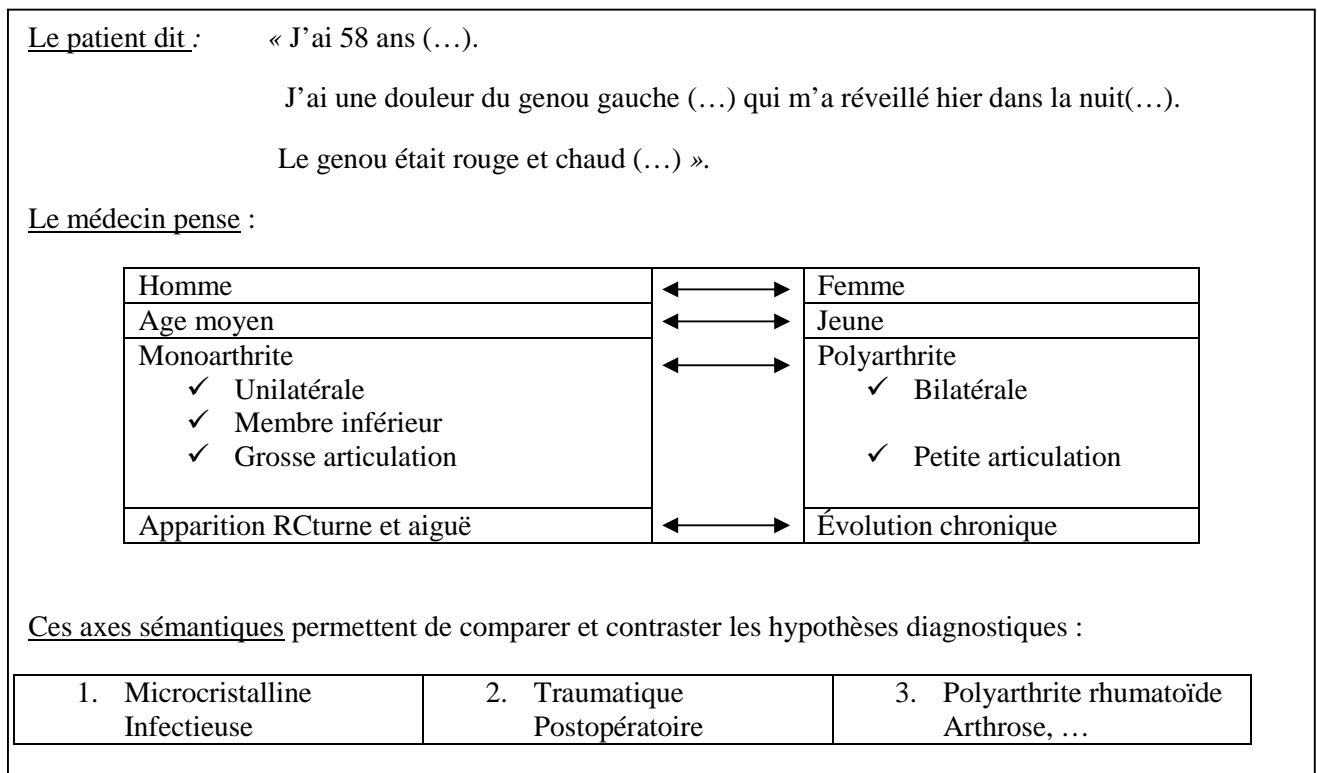 Le patient dit : « J’ai 58 ans (…).
J’ai une douleur du genou gauche (…) qui m’a réveillé hier dans la nuit(…).
Le genou était rouge et chaud (…) ».
Le médecin pense :
Homme Femme
Age moyen Jeune
Monoarthrite Polyarthrite
✓ Unilatérale ✓ Bilatérale
✓ Membre inférieur
✓ Grosse articulation ✓ Petite articulation
Apparition RCturne et aiguë Évolution chronique
Ces axes sémantiques permettent de comparer et contraster les hypothèses diagnostiques :
1. Microcristalline 2. Traumatique 3. Polyarthrite rhumatoïde
Infectieuse Postopératoire Arthrose, …